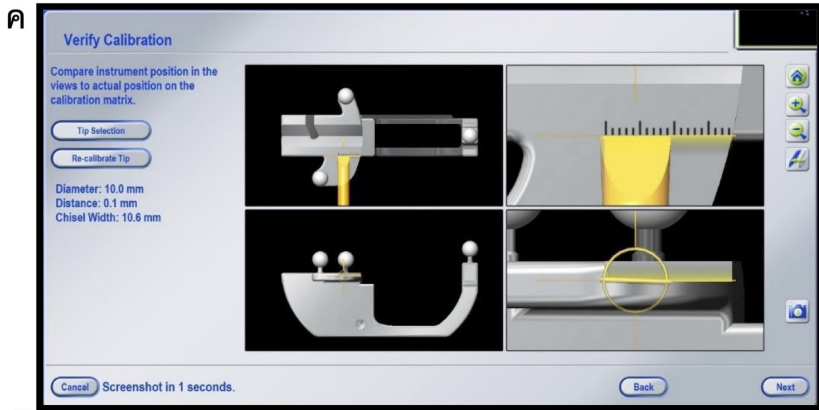 ค
Verify Calibration
Compare instrument position in the
views to actual position on the
calibration matrix.
Tip Selection
Re-calibrate Tip
Diameter: 10.0 mm
Distance: 0.1 mm
Chisel Width: 10.6 mm
Cancel Screenshot in 1 seconds.
Back
Next